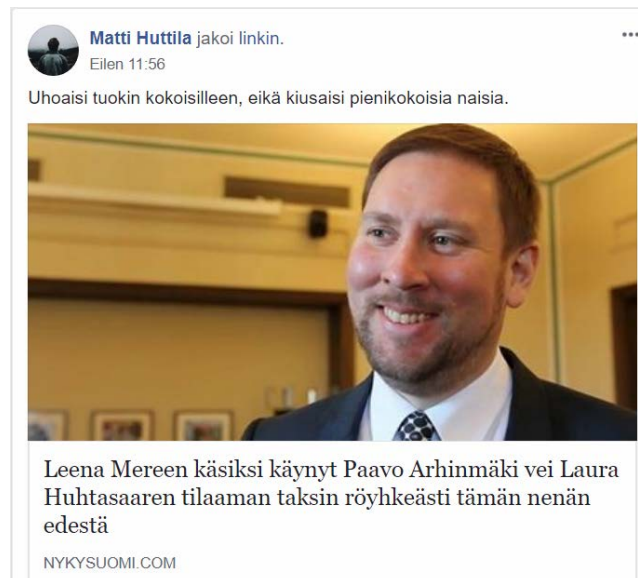 Matti Huttila jakoi linkin.
Eilen 11:56
Uhoaisi tuokin kokoisilleen, eikä kiusaisi pienikokoisia naisia.
Leena Mereen käsiksi käynyt Paavo Arhinmäki vei Laura
Huhtasaaren tilaaman taksin röyhkeästi tämän nenän
edestä
NYKYSUOMI.COM